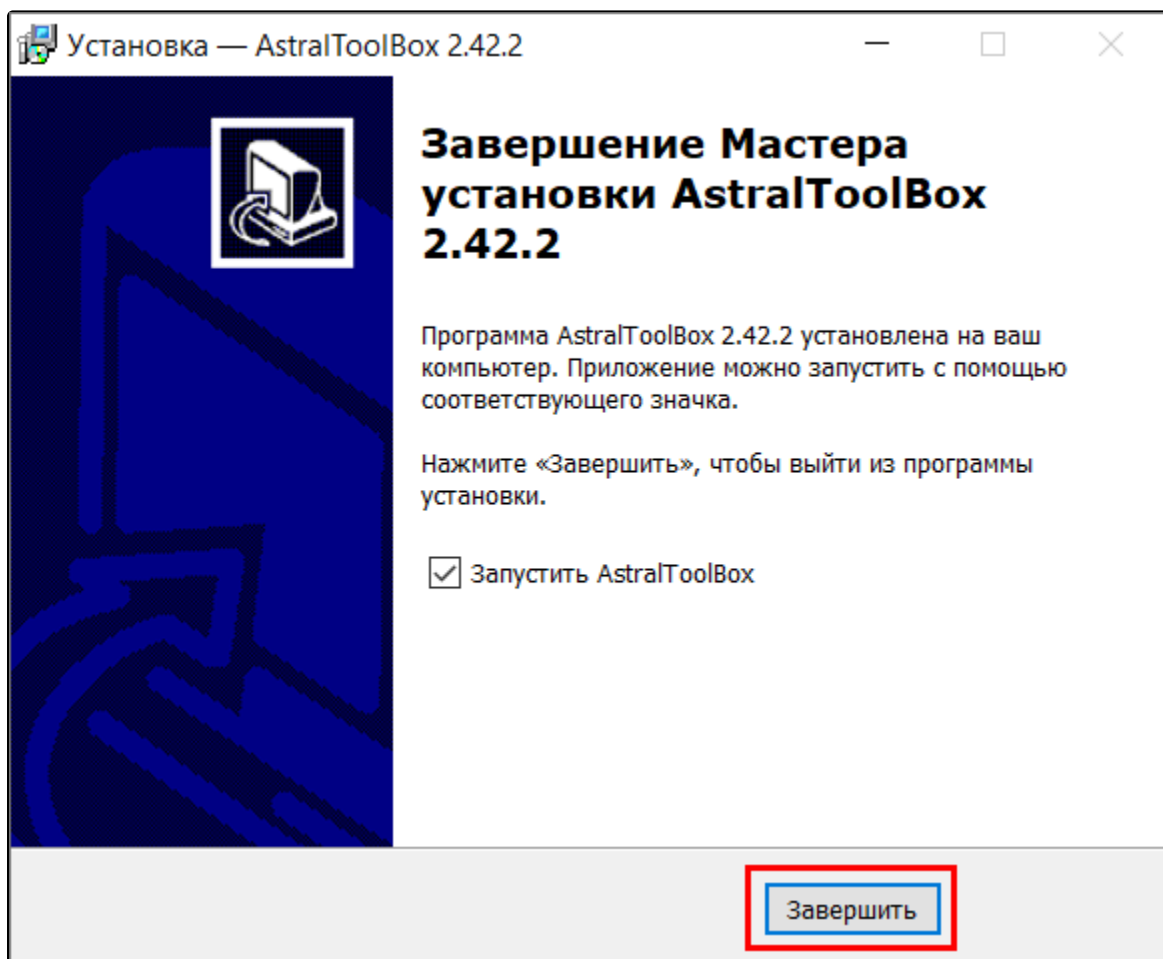 Установка — AstralToolBox 2.42.2
Завершение Мастера
установки AstralToolBox
2.42.2
Программа AstralToolBox 2.42.2 установлена на ваш
компьютер. Приложение можно запустить с помощью
соответствующего значка.
Нажмите «Завершить», чтобы выйти из программы
установки.
Запустить AstralToolBox
Завершить